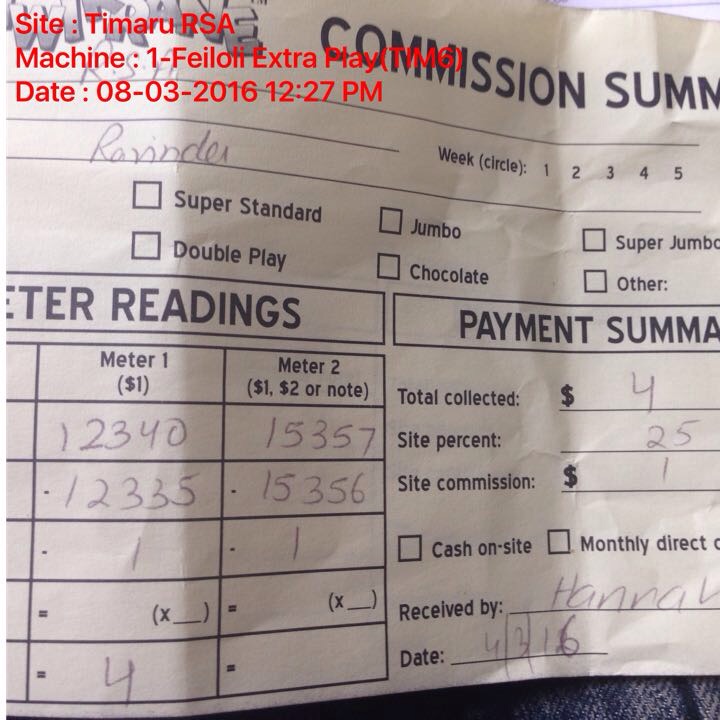 Site : Timaru RSA
Machine : 1-Feiloli Extra Play(TIM6)
Date : 08-03-2016 12:27 PM
COMMISSION SUMM
RSA
Ravinder
Week (circle): 1 2 3 4 5
Super Standard
Jumbo
Super Jumbo
Double Play
Chocolate
Other:
ETER READINGS
Meter 1
($1)
Meter 2
($1, $2 or note)
12340 15357
- 12335 - 15356
- 1 - 1
= (x__) = (x__)
= 4 =
PAYMENT SUMMA
Total collected: $ 4
Site percent: 25
Site commission: $ 1
Cash on-site Monthly direct c
Received by: Hannah
Date: 4/3/16